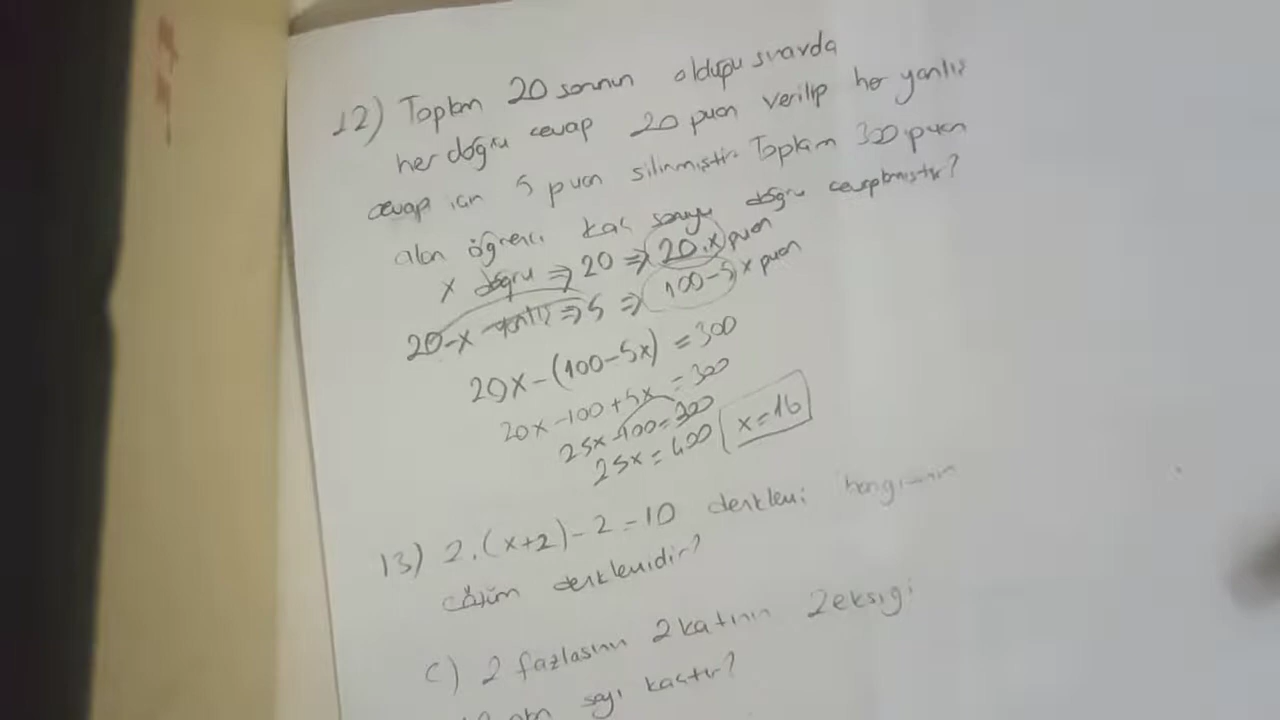 12) Toplam 20 sorunun olduğu sınavda
her doğru cevap 20 puan verilip her yanlış
cevap için 5 puan silinmiştir. Toplam 300 puan
alan öğrenci kaç soruyu doğru cevaplamıştır?
x doğru ⇒ 20 ⇒ 20.x puan
20-x yanlış ⇒ 5 ⇒ 100-5x puan
20x-(100-5x) = 300
20x-100+5x = 300
25x-100=300
25x=400 x=16
13) 2.(x+2)-2=10 denklemi hangisinin
çözüm denklemidir?
C) 2 fazlasının 2 katının 2 eksiği
sayı kaçtır?